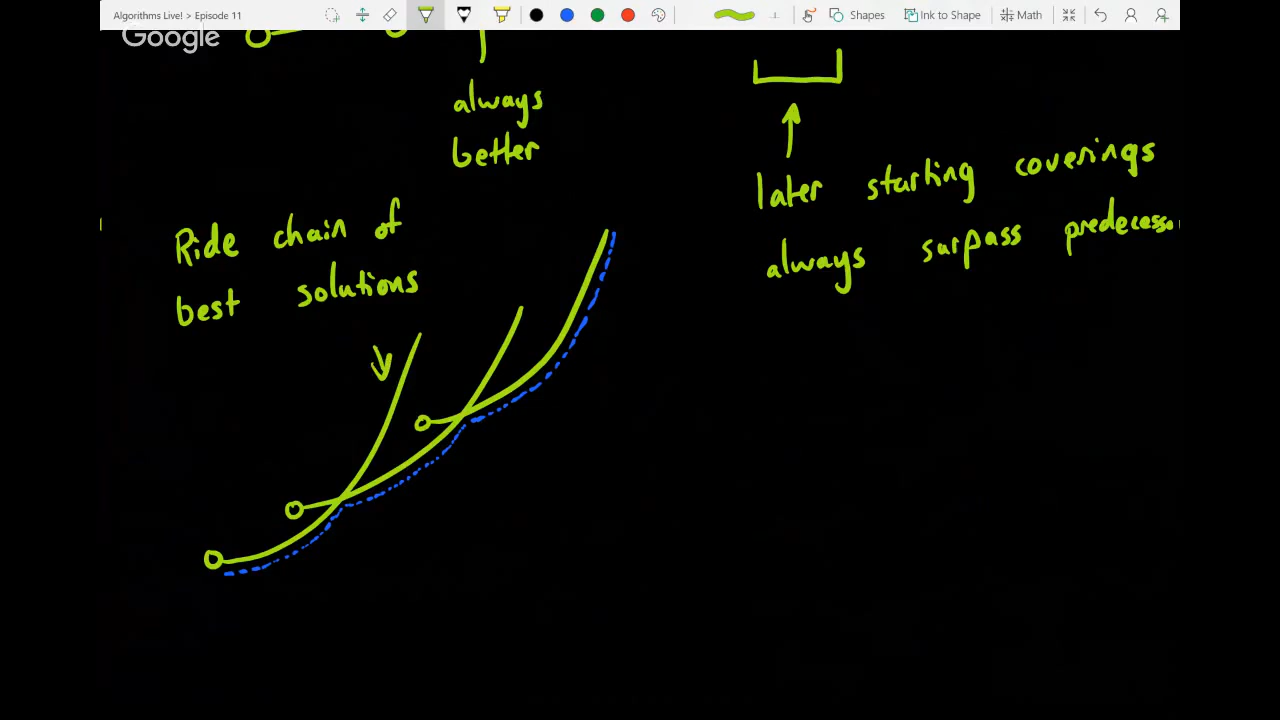 Algorithms Live! > Episode 11
Shapes
Ink to Shape
Math
Google
always
better
later starting coverings
always surpass predecesso
Ride chain of
best solutions